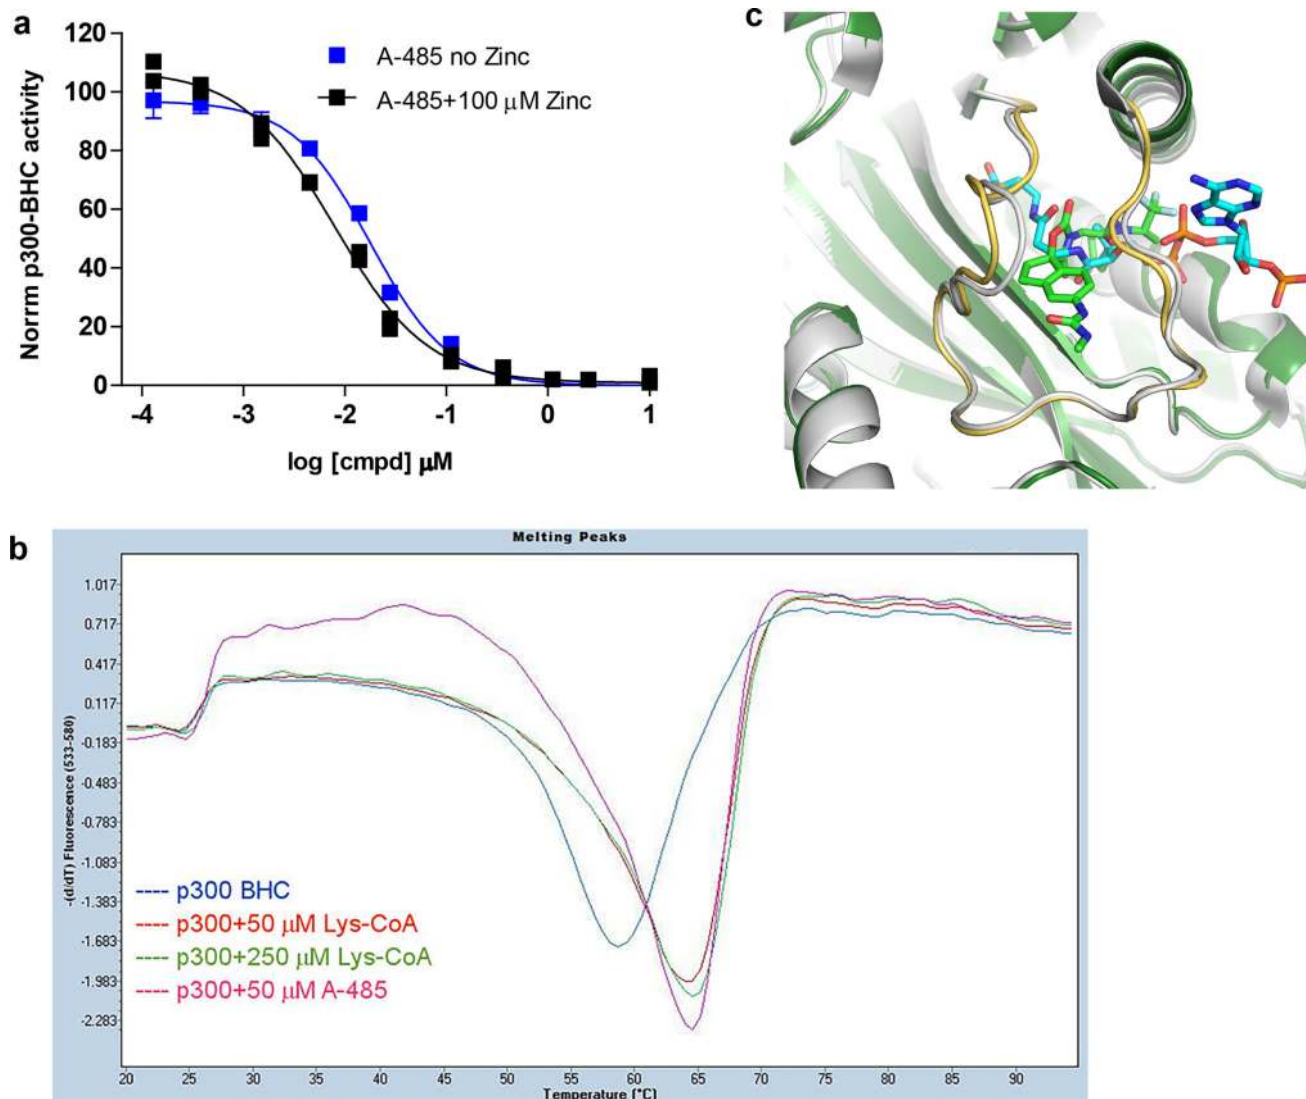 a
120
100
80
60
40
20
0
-4
-3
-2
-1
0
1
Norrm p300-BHC activity
log [cmpd] μM
A-485 no Zinc
A-485+100 μM Zinc
c
b
Melting Peaks
1.017
0.717
0.417
0.117
-0.183
-0.483
-0.783
-1.083
-1.383
-1.683
-1.983
-2.283
-(d/dT) Fluorescence (533-580)
---- p300 BHC
---- p300+50 μM Lys-CoA
---- p300+250 μM Lys-CoA
---- p300+50 μM A-485
20
25
30
35
40
45
50
55
60
65
70
75
80
85
90
Temperature (°C)